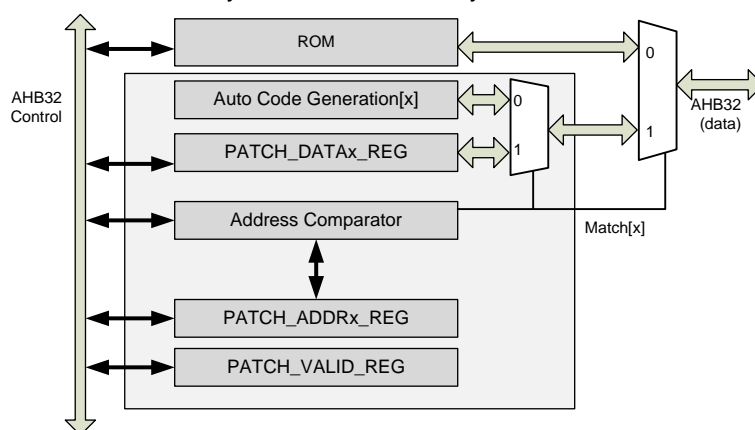 ROM
0
AHB32
Control
Auto Code Generation[x]
0
AHB32
(data)
PATCH_DATAx_REG
1
1
Address Comparator
Match[x]
PATCH_ADDRx_REG
PATCH_VALID_REG